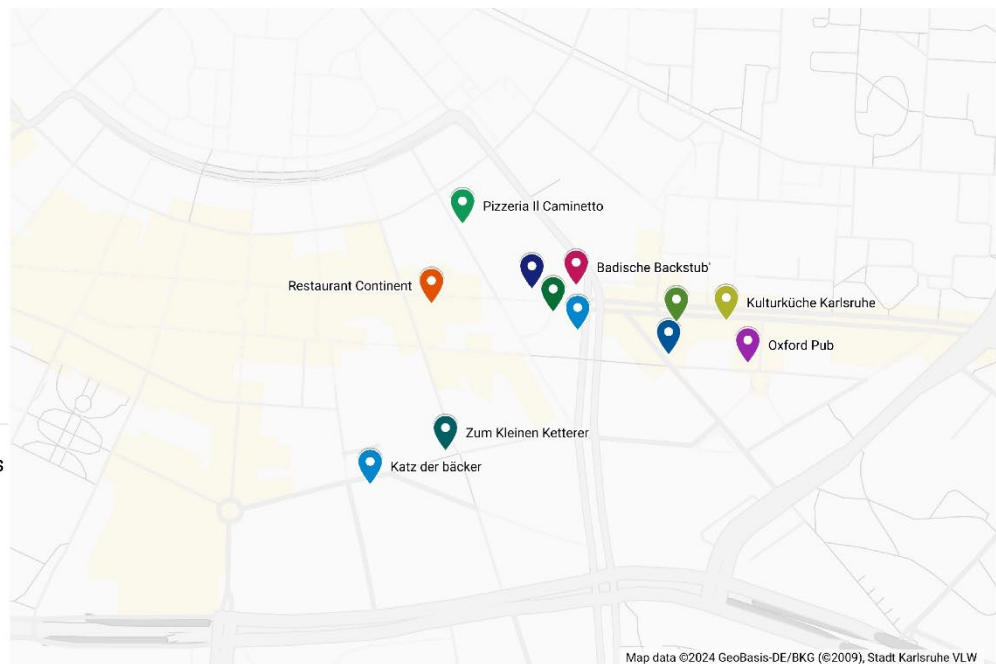 Pizzeria Il Caminetto
Badische Backstub'
Restaurant Continent
Kulturküche Karlsruhe
Oxford Pub
Zum Kleinen Ketterer
Katz der bäcker
s
Map data ©2024 GeoBasis-DE/BKG (©2009), Stadt Karlsruhe VLW